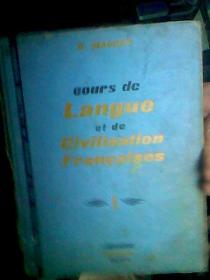 G. MAUGER
cours de
Langue
et de
Civilisation
Françaises
I